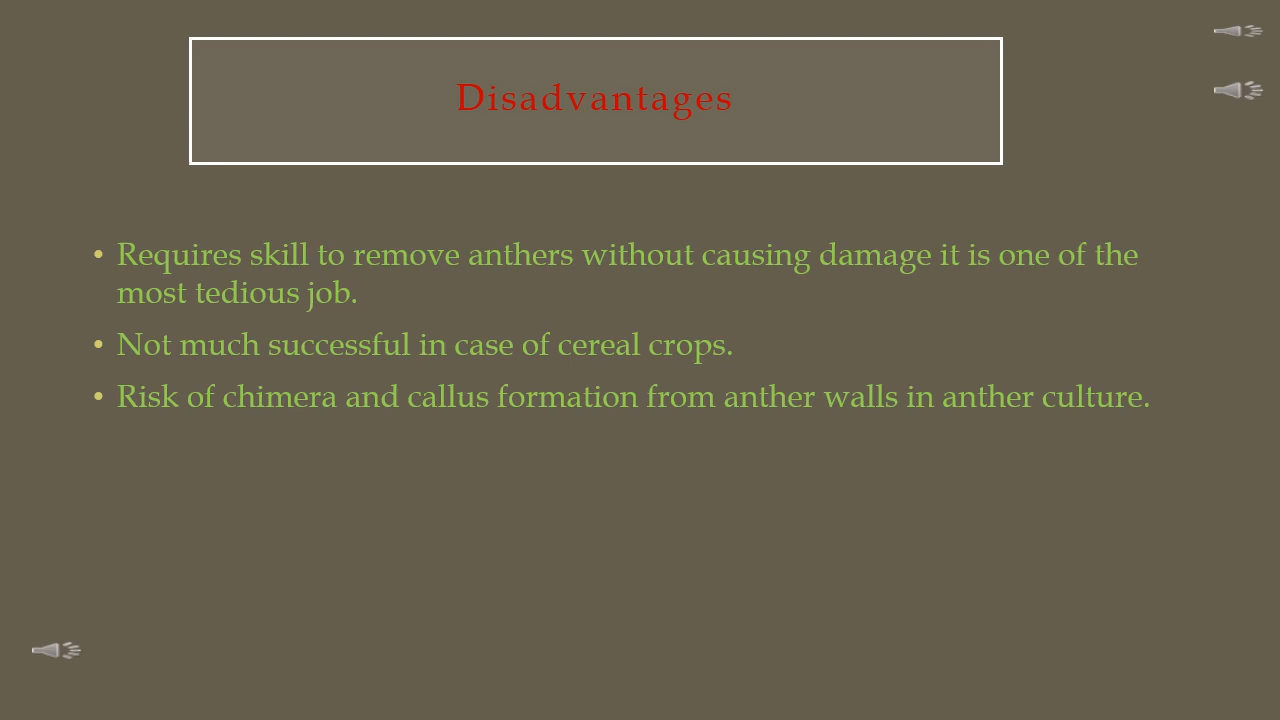 Disadvantages
• Requires skill to remove anthers without causing damage it is one of the
most tedious job.
• Not much successful in case of cereal crops.
• Risk of chimera and callus formation from anther walls in anther culture.